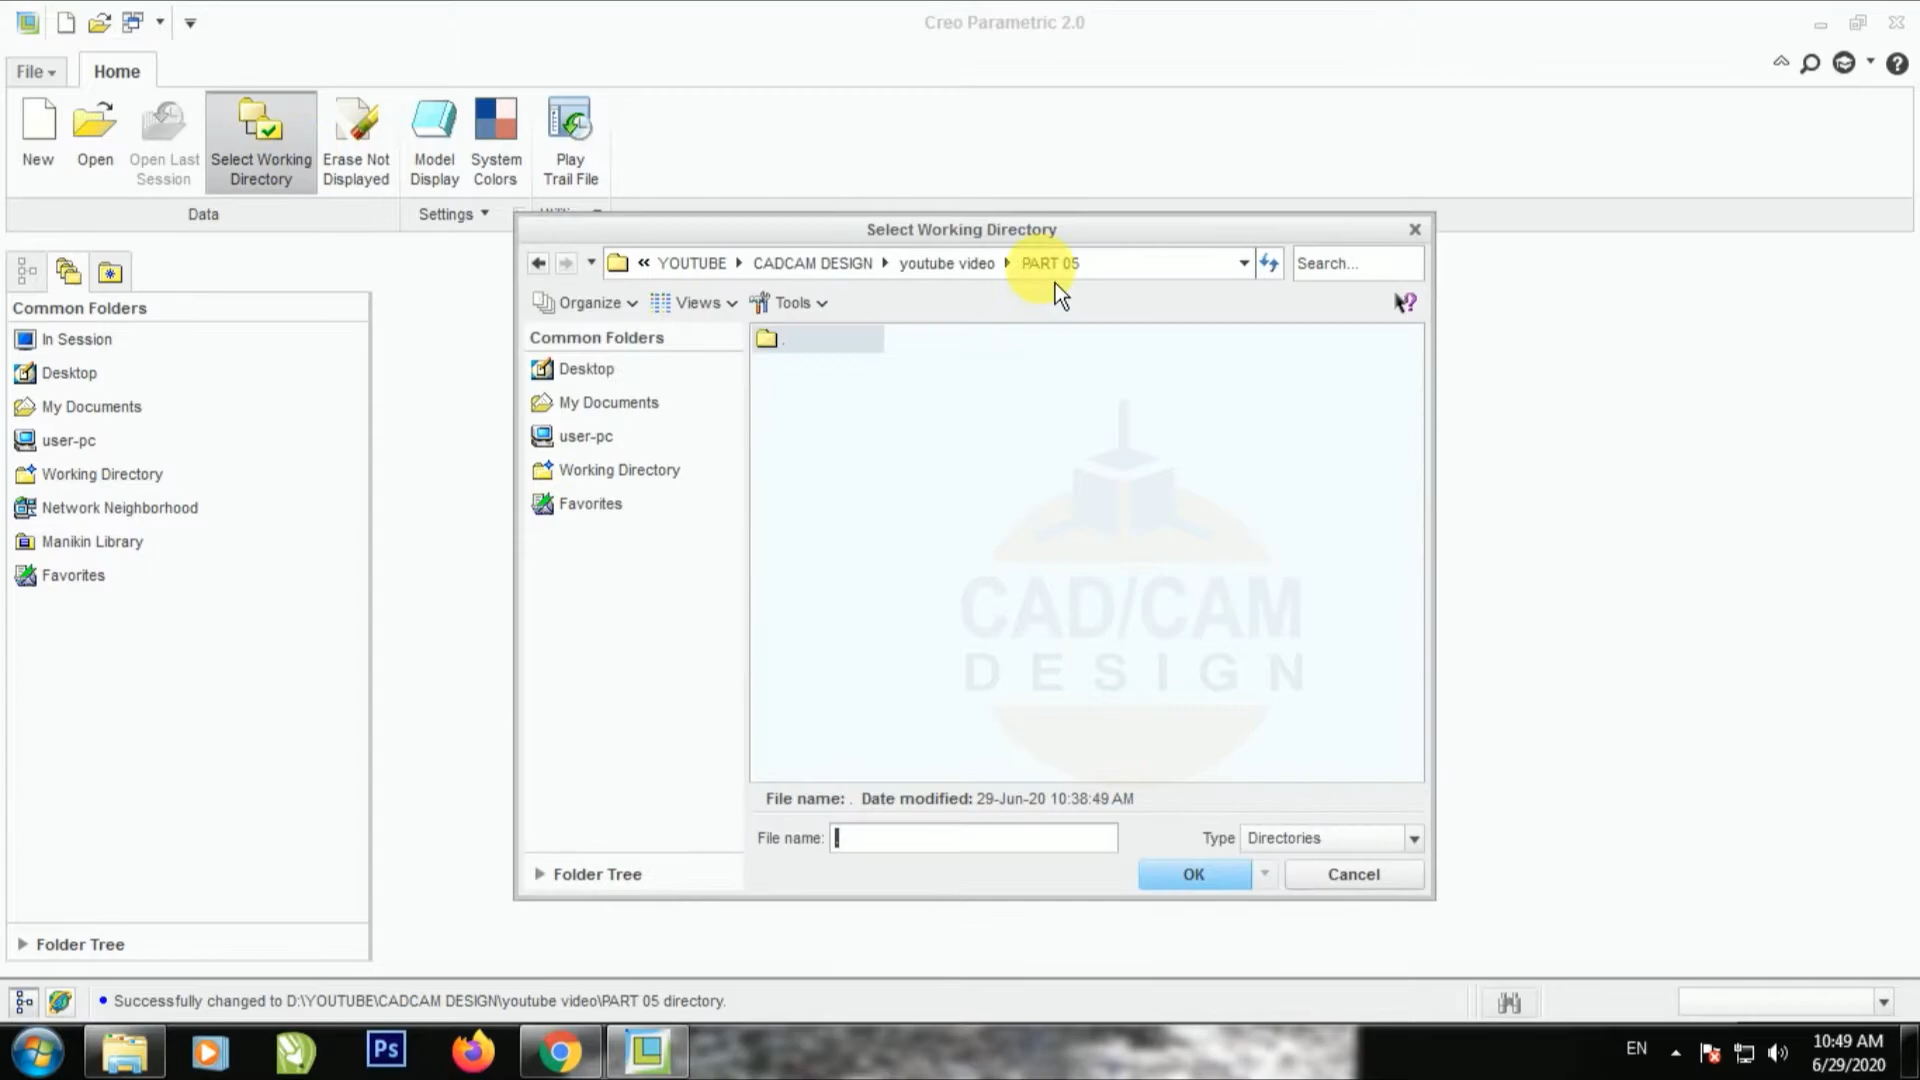 Creo Parametric 2.0
File
Home
New
Open
Open Last
Session
Select Working
Directory
Erase Not
Displayed
Model
Display
System
Colors
Play
Trail File
Data
Settings
Select Working Directory
« YOUTUBE
CADCAM DESIGN
youtube video
PART 05
Search...
Organize
Views
Tools
Common Folders
In Session
Desktop
My Documents
user-pc
Working Directory
Network Neighborhood
Manikin Library
Favorites
Folder Tree
Common Folders
Desktop
My Documents
user-pc
Working Directory
Favorites
Folder Tree
.
CAD/CAM
DESIGN
File name: . Date modified: 29-Jun-20 10:38:49 AM
File name:
Type
Directories
OK
Cancel
Successfully changed to D:\YOUTUBE\CADCAM DESIGN\youtube video\PART 05 directory.
Ps
EN
10:49 AM
6/29/2020